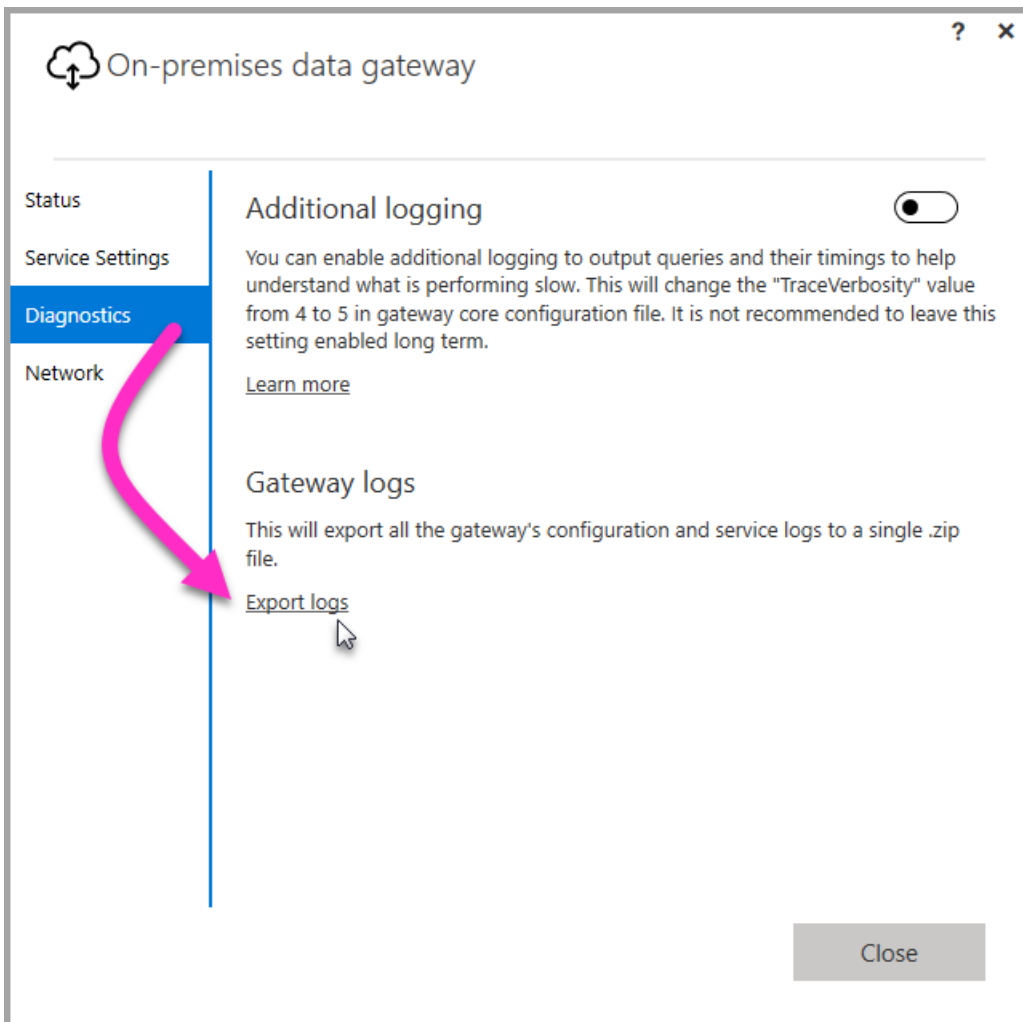 ? ×
On-premises data gateway
Status
Service Settings
Diagnostics
Network
Additional logging
You can enable additional logging to output queries and their timings to help
understand what is performing slow. This will change the "TraceVerbosity" value
from 4 to 5 in gateway core configuration file. It is not recommended to leave this
setting enabled long term.
Learn more
Gateway logs
This will export all the gateway's configuration and service logs to a single .zip
file.
Export logs
Close